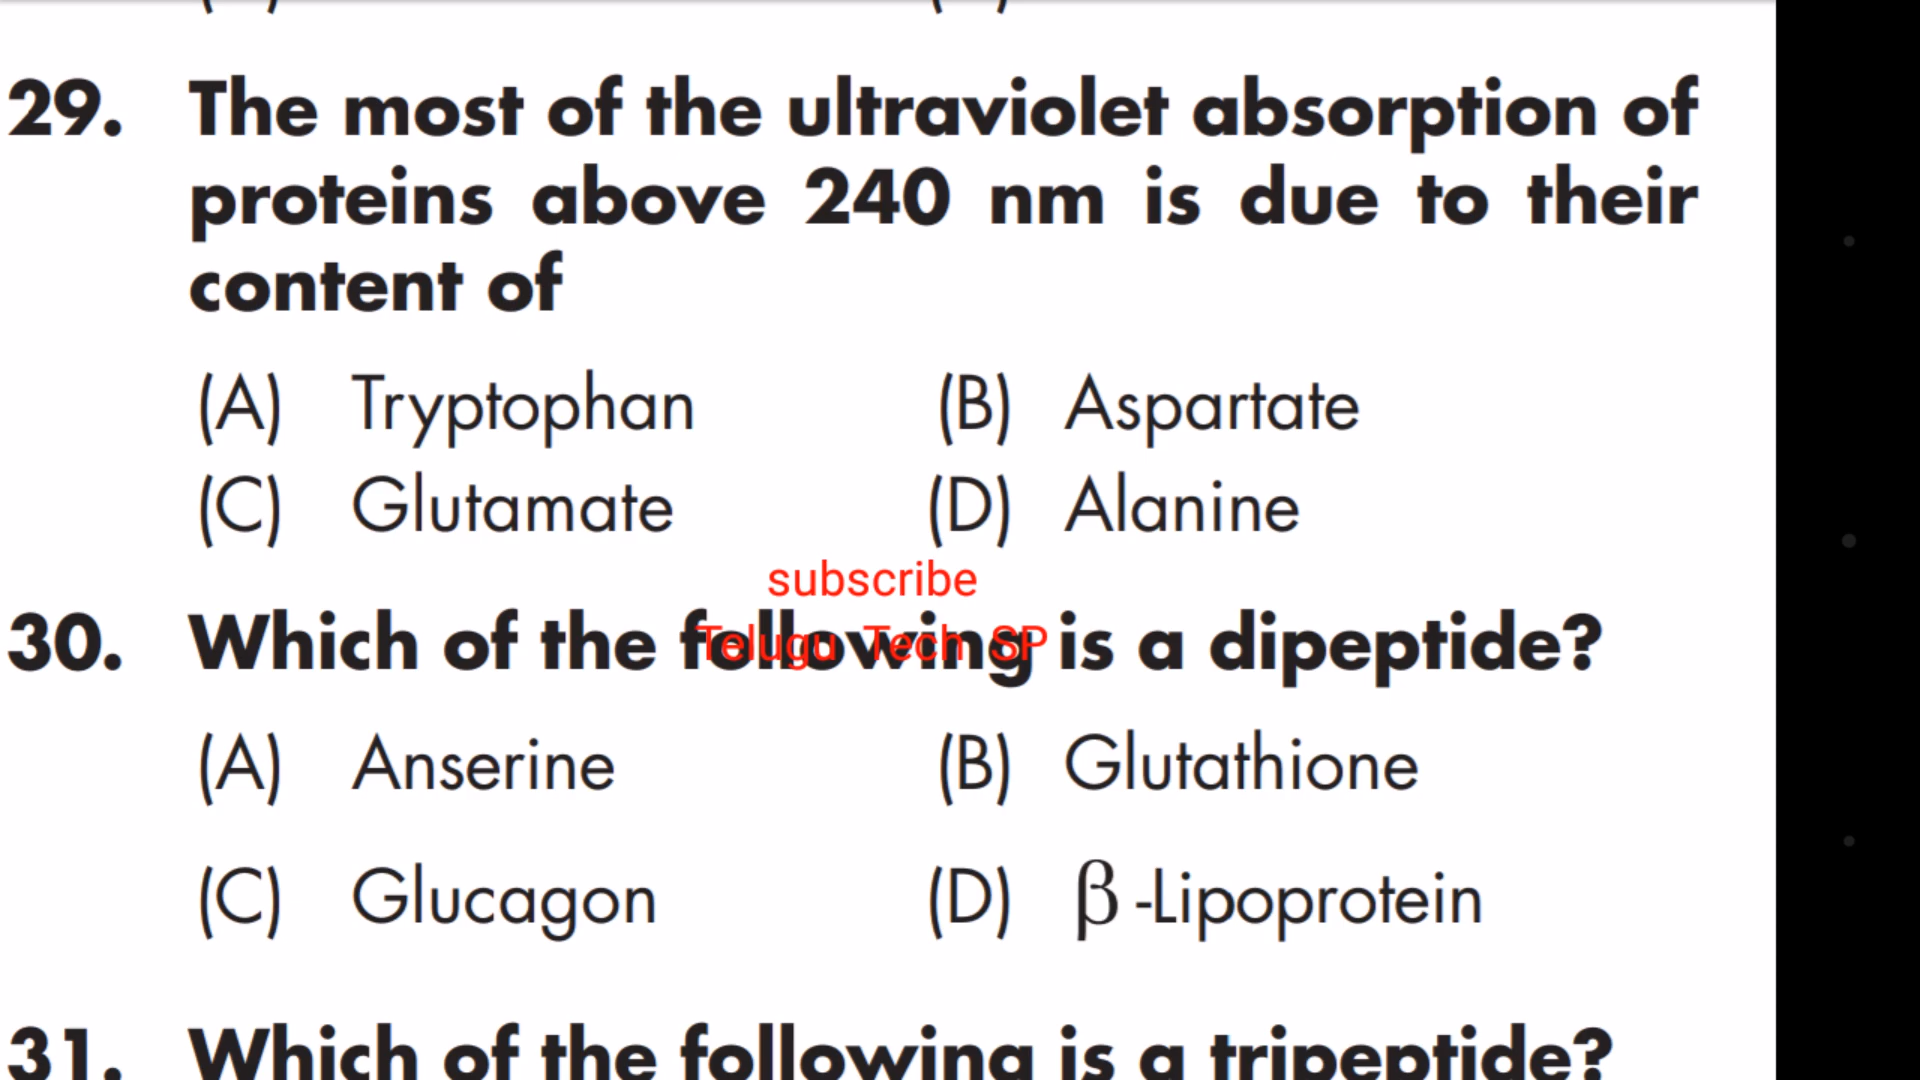 29. The most of the ultraviolet absorption of
proteins above 240 nm is due to their
content of
(A) Tryptophan (B) Aspartate
(C) Glutamate (D) Alanine
subscribe
Telugu Tech SP
30. Which of the following is a dipeptide?
(A) Anserine (B) Glutathione
(C) Glucagon (D) β -Lipoprotein
31. Which of the following is a tripeptide?